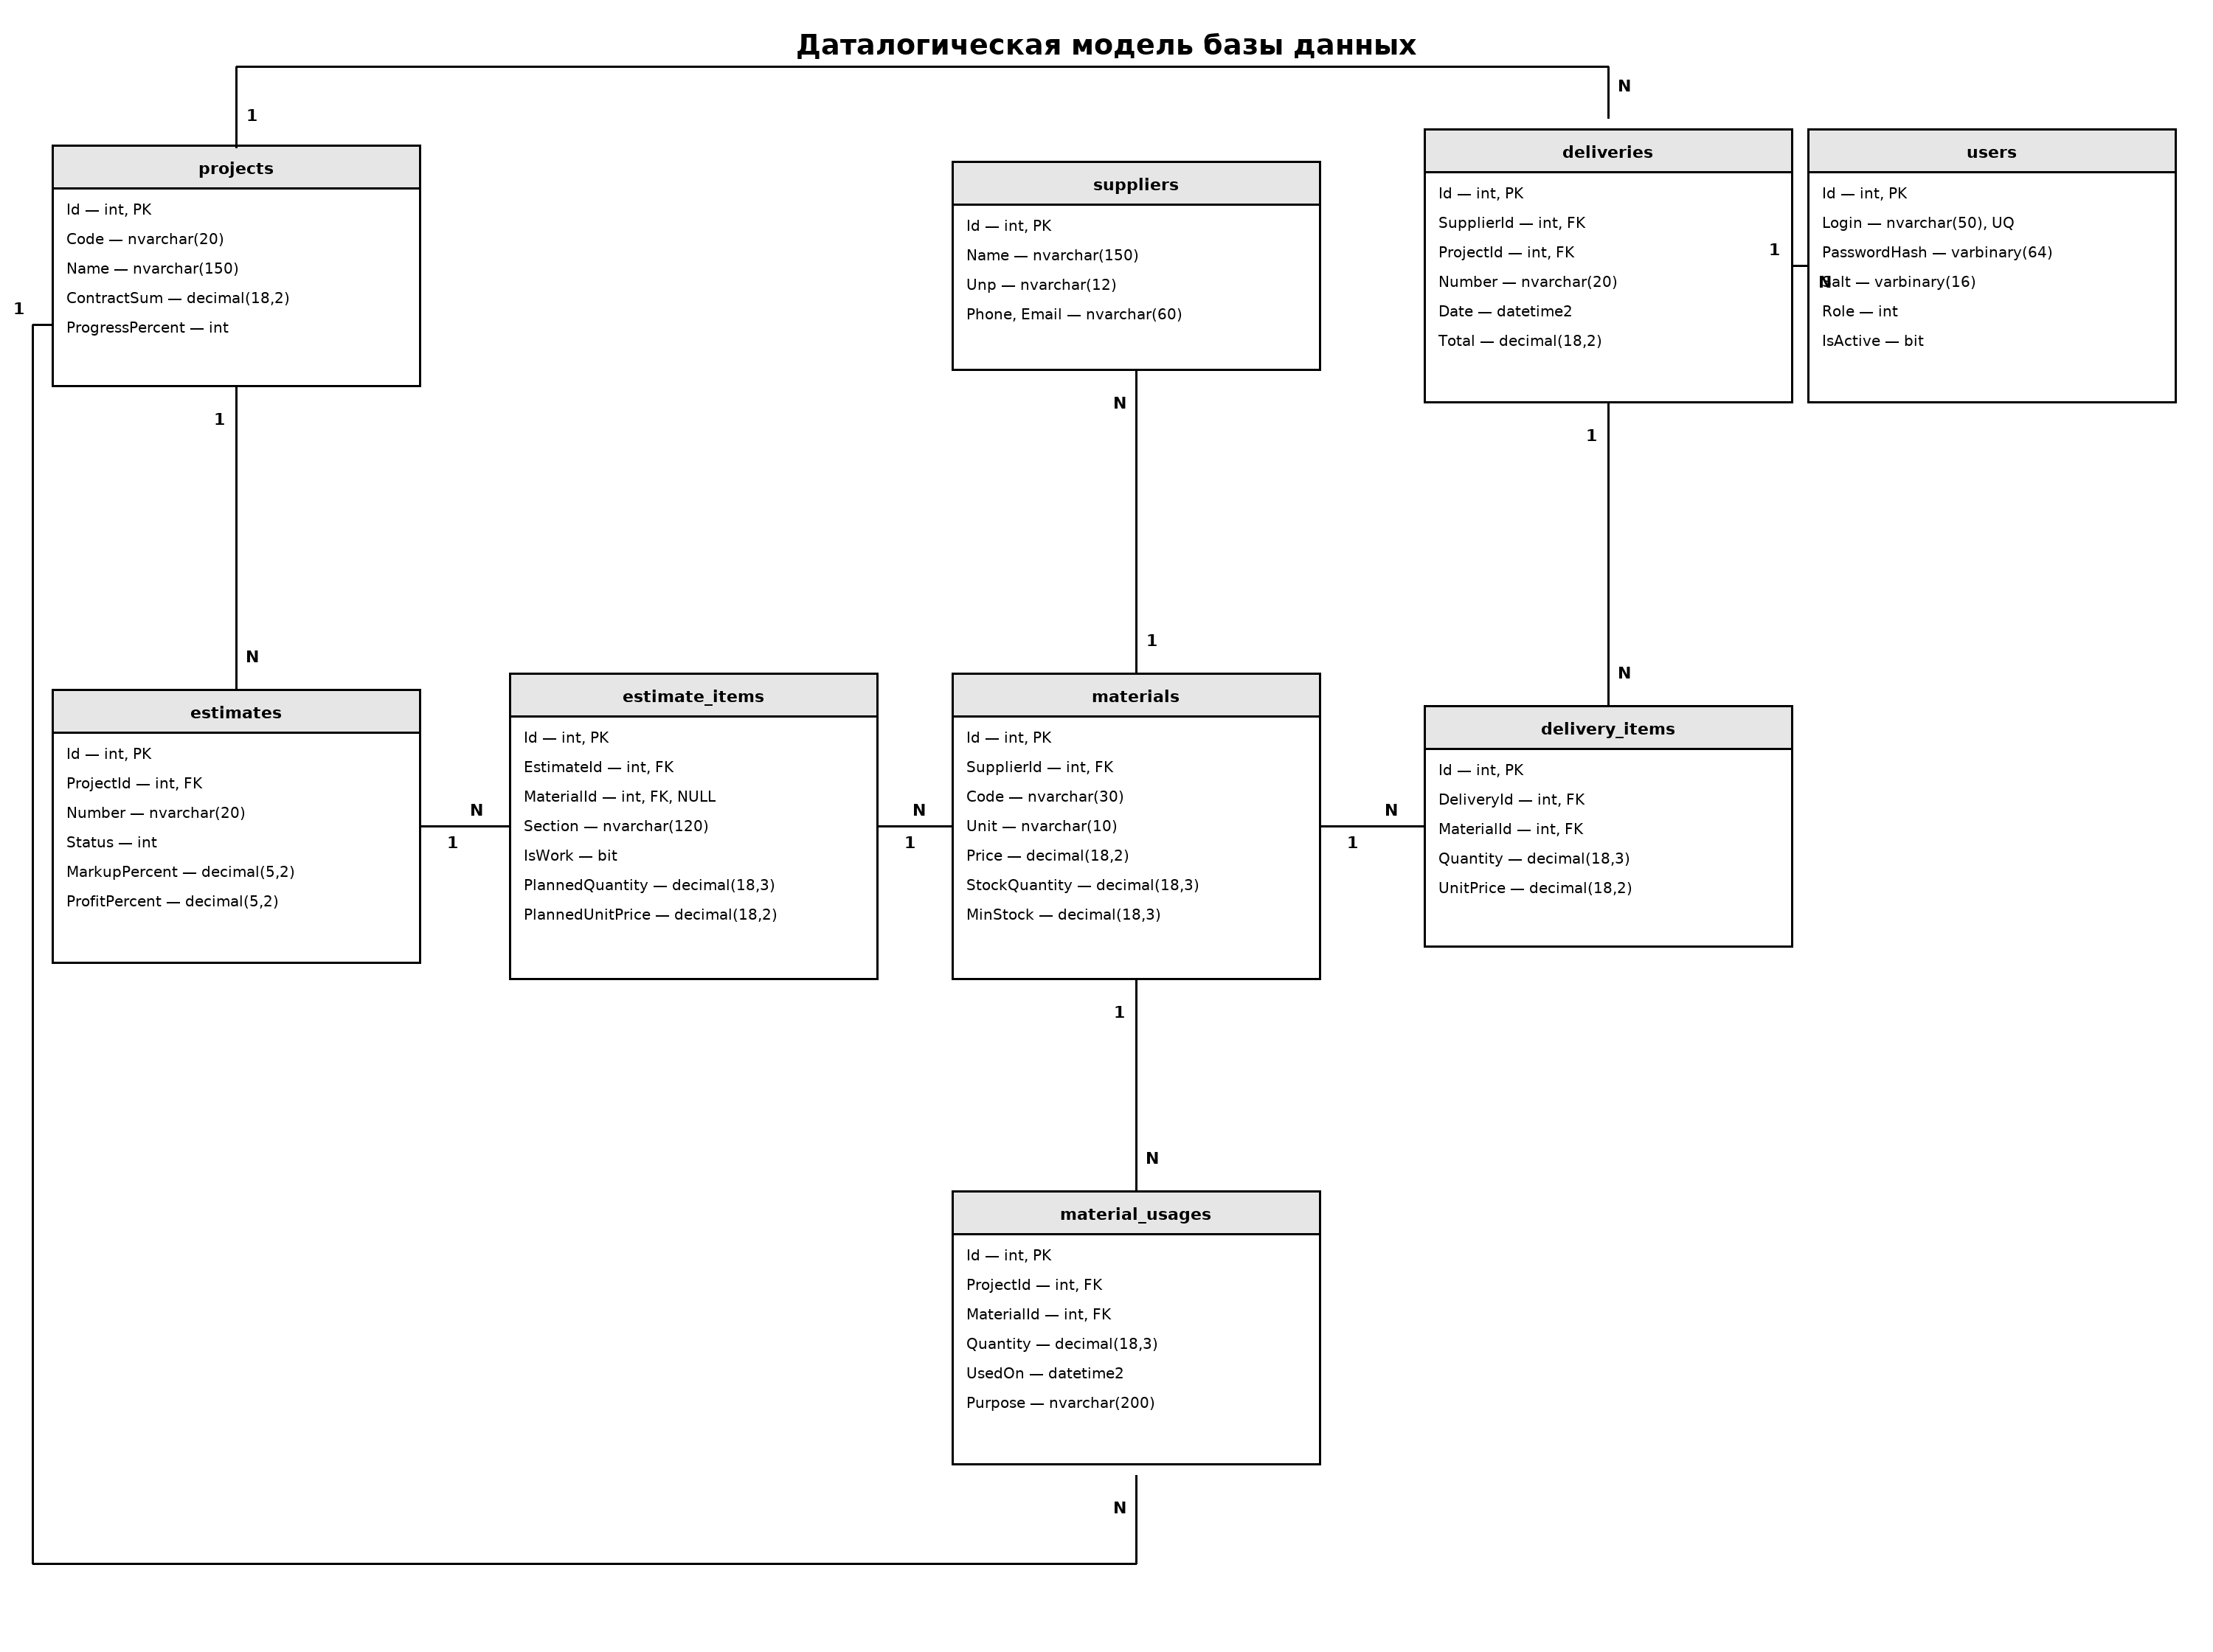 Даталогическая модель базы данных
1
N
projects
Id — int, PK
Code — nvarchar(20)
Name — nvarchar(150)
ContractSum — decimal(18,2)
ProgressPercent — int
1
1
suppliers
Id — int, PK
Name — nvarchar(150)
Unp — nvarchar(12)
Phone, Email — nvarchar(60)
N
1
deliveries
Id — int, PK
SupplierId — int, FK
ProjectId — int, FK
Number — nvarchar(20)
Date — datetime2
Total — decimal(18,2)
1
N
1
users
Id — int, PK
Login — nvarchar(50), UQ
PasswordHash — varbinary(64)
Salt — varbinary(16)
Role — int
IsActive — bit
N
N
estimates
Id — int, PK
ProjectId — int, FK
Number — nvarchar(20)
Status — int
MarkupPercent — decimal(5,2)
ProfitPercent — decimal(5,2)
N
1
estimate_items
Id — int, PK
EstimateId — int, FK
MaterialId — int, FK, NULL
Section — nvarchar(120)
IsWork — bit
PlannedQuantity — decimal(18,3)
PlannedUnitPrice — decimal(18,2)
N
1
materials
Id — int, PK
SupplierId — int, FK
Code — nvarchar(30)
Unit — nvarchar(10)
Price — decimal(18,2)
StockQuantity — decimal(18,3)
MinStock — decimal(18,3)
N
1
delivery_items
Id — int, PK
DeliveryId — int, FK
MaterialId — int, FK
Quantity — decimal(18,3)
UnitPrice — decimal(18,2)
1
N
material_usages
Id — int, PK
ProjectId — int, FK
MaterialId — int, FK
Quantity — decimal(18,3)
UsedOn — datetime2
Purpose — nvarchar(200)
N